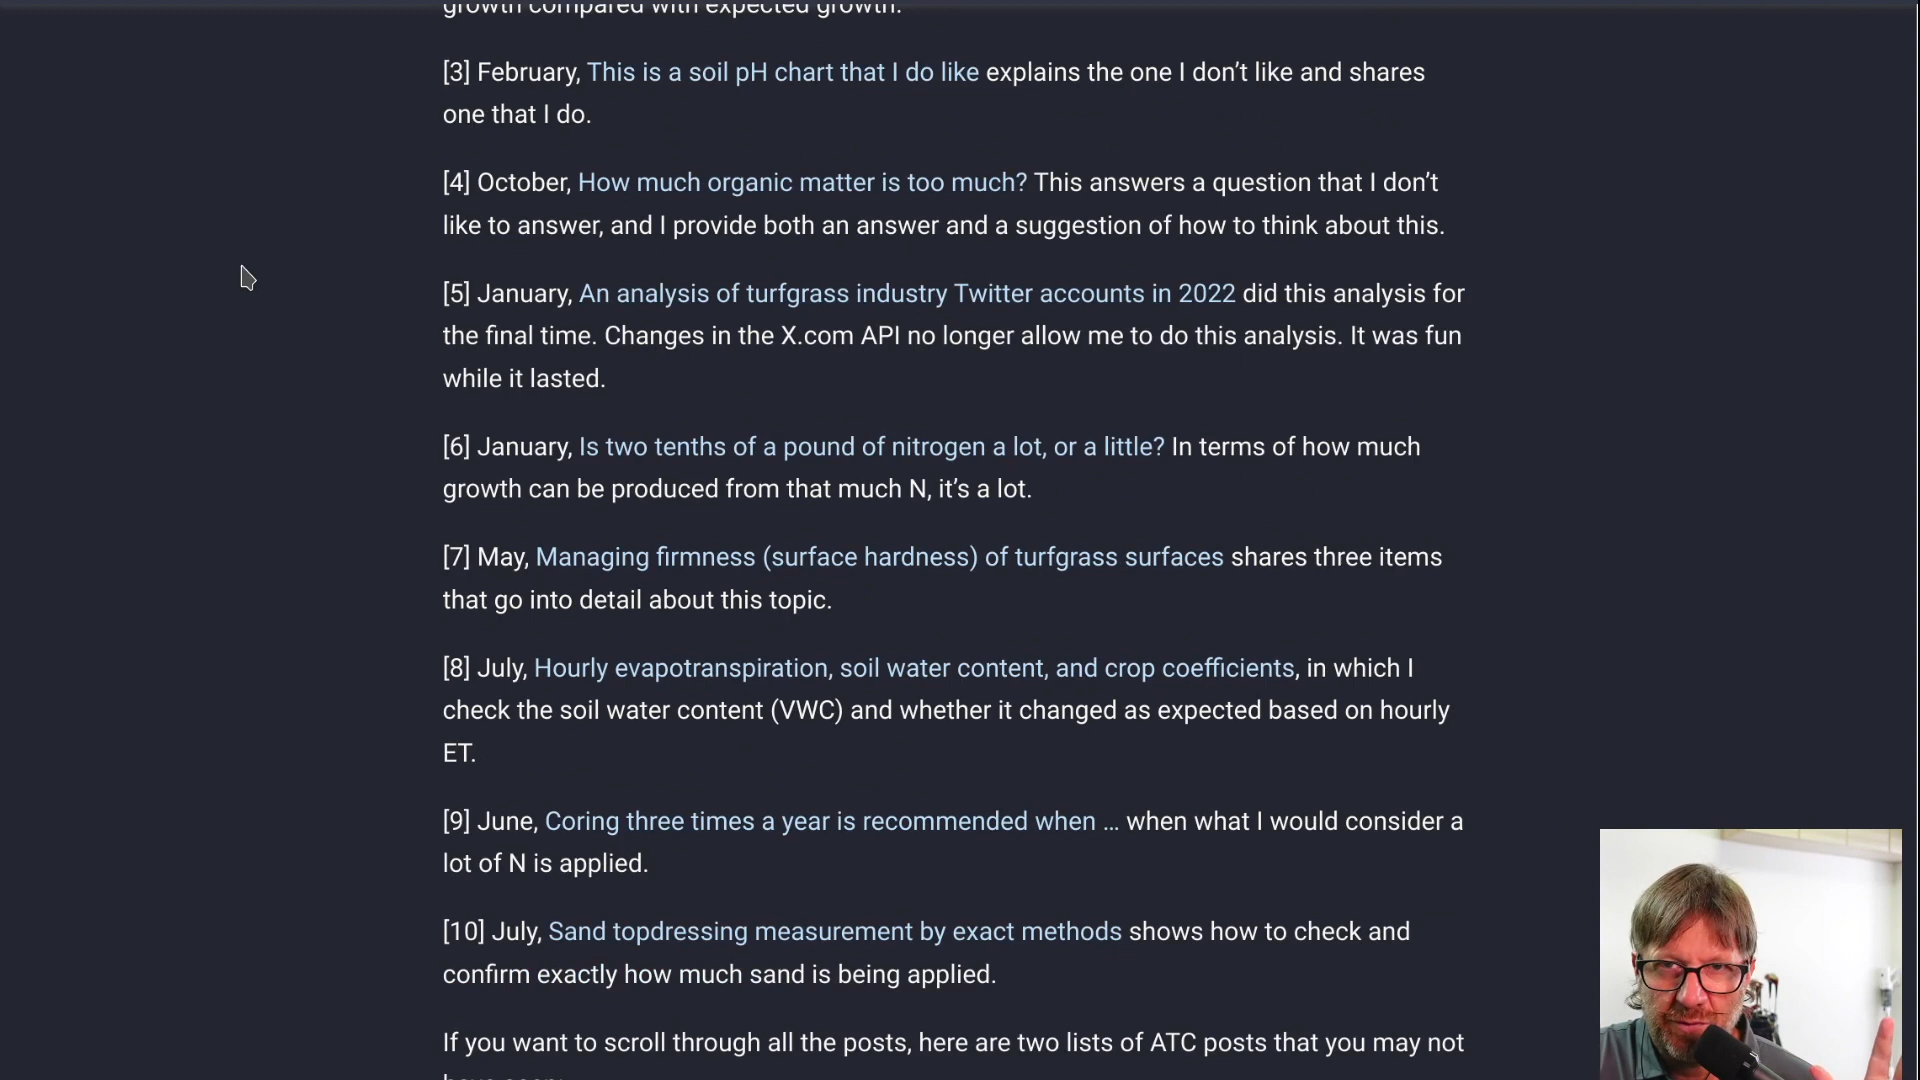 growth compared with expected growth.
[3] February, This is a soil pH chart that I do like explains the one I don’t like and shares
one that I do.
[4] October, How much organic matter is too much? This answers a question that I don’t
like to answer, and I provide both an answer and a suggestion of how to think about this.
[5] January, An analysis of turfgrass industry Twitter accounts in 2022 did this analysis for
the final time. Changes in the X.com API no longer allow me to do this analysis. It was fun
while it lasted.
[6] January, Is two tenths of a pound of nitrogen a lot, or a little? In terms of how much
growth can be produced from that much N, it’s a lot.
[7] May, Managing firmness (surface hardness) of turfgrass surfaces shares three items
that go into detail about this topic.
[8] July, Hourly evapotranspiration, soil water content, and crop coefficients, in which I
check the soil water content (VWC) and whether it changed as expected based on hourly
ET.
[9] June, Coring three times a year is recommended when … when what I would consider a
lot of N is applied.
[10] July, Sand topdressing measurement by exact methods shows how to check and
confirm exactly how much sand is being applied.
If you want to scroll through all the posts, here are two lists of ATC posts that you may not